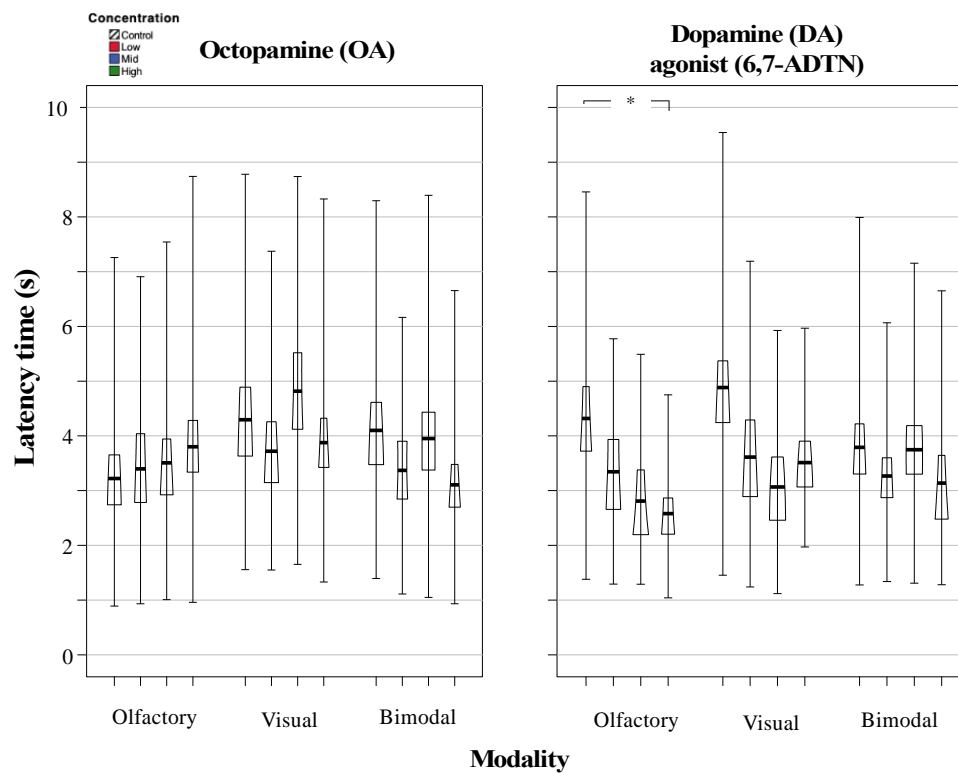 Concentration
Control
Low
Mid
High
Octopamine (OA)
Dopamine (DA)
agonist (6,7-ADTN)
Latency time (s)
10
8
6
4
2
0
*
Olfactory
Visual
Bimodal
Olfactory
Visual
Bimodal
Modality